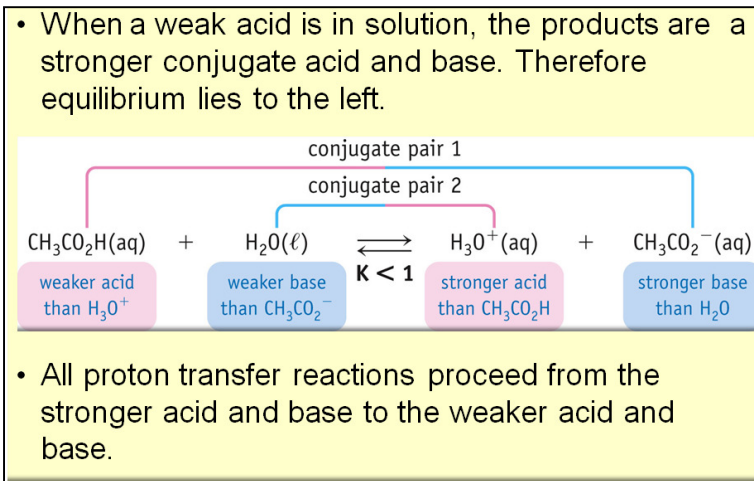 • When a weak acid is in solution, the products are a
stronger conjugate acid and base. Therefore
equilibrium lies to the left.
conjugate pair 1
conjugate pair 2
CH₃CO₂H(aq) + H₂O(ℓ) ⇌ H₃O⁺(aq) + CH₃CO₂⁻(aq)
K < 1
weaker acid than H₃O⁺
weaker base than CH₃CO₂⁻
stronger acid than CH₃CO₂H
stronger base than H₂O
• All proton transfer reactions proceed from the
stronger acid and base to the weaker acid and
base.